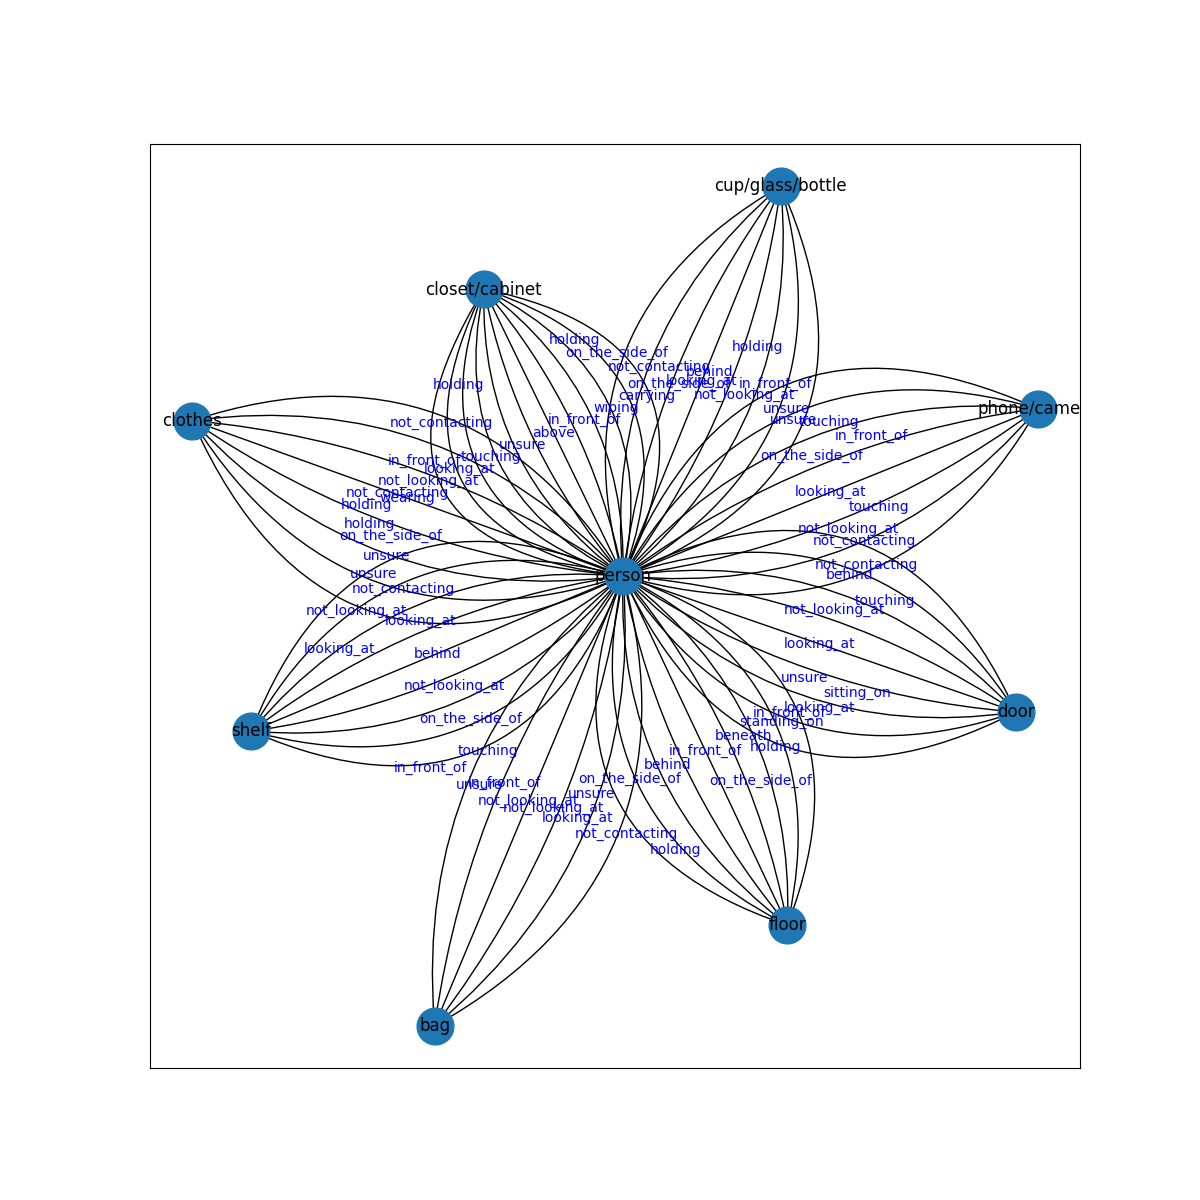 cup/glass/bottle
closet/cabinet
holding
holding
on_the_side_of
not_contacting
behind
looking_at
on_the_side_of
in_front_of
holding
carrying
not_looking_at
phone/came
wiping
unsure
clothes
not_contacting
in_front_of
unsure
touching
above
in_front_of
unsure
touching
on_the_side_of
in_front_of
looking_at
not_looking_at
not_contacting
looking_at
wearing
holding
touching
holding
not_looking_at
on_the_side_of
not_contacting
unsure
not_contacting
unsure
person
behind
not_contacting
touching
not_looking_at
not_looking_at
looking_at
looking_at
looking_at
behind
unsure
not_looking_at
sitting_on
looking_at
in_front_of
door
on_the_side_of
standing_on
shelf
beneath
holding
touching
in_front_of
in_front_of
behind
on_the_side_of
on_the_side_of
unsure
in_front_of
unsure
not_looking_at
not_looking_at
looking_at
not_contacting
holding
floor
bag